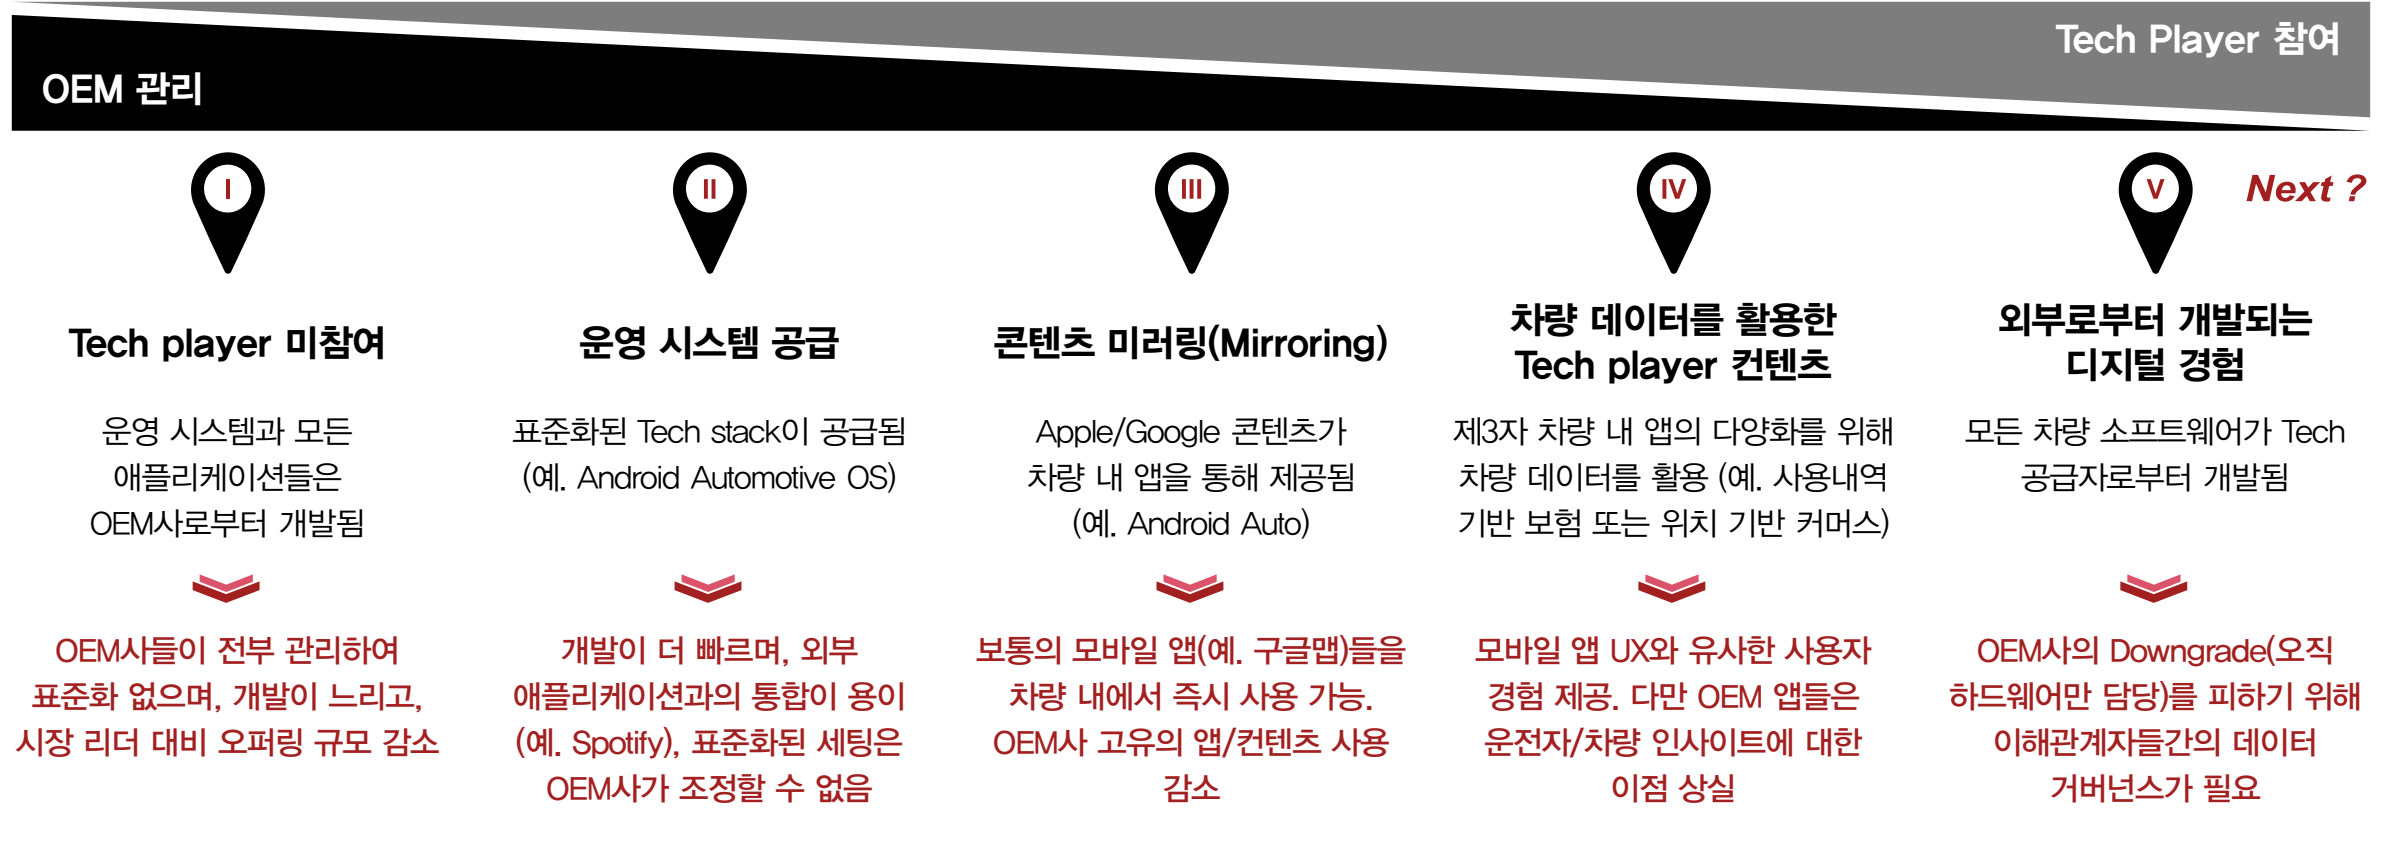 Tech Player 참여
OEM 관리
I
II
III
IV
V
Next ?
Tech player 미참여
운영 시스템과 모든
애플리케이션들은
OEM사로부터 개발됨
OEM사들이 전부 관리하여
표준화 없으며, 개발이 느리고,
시장 리더 대비 오퍼링 규모 감소
운영 시스템 공급
표준화된 Tech stack이 공급됨
(예. Android Automotive OS)
개발이 더 빠르며, 외부
애플리케이션과의 통합이 용이
(예. Spotify), 표준화된 세팅은
OEM사가 조정할 수 없음
콘텐츠 미러링(Mirroring)
Apple/Google 콘텐츠가
차량 내 앱을 통해 제공됨
(예. Android Auto)
보통의 모바일 앱(예. 구글맵)들을
차량 내에서 즉시 사용 가능.
OEM사 고유의 앱/컨텐츠 사용
감소
차량 데이터를 활용한
Tech player 컨텐츠
제3자 차량 내 앱의 다양화를 위해
차량 데이터를 활용 (예. 사용내역
기반 보험 또는 위치 기반 커머스)
모바일 앱 UX와 유사한 사용자
경험 제공. 다만 OEM 앱들은
운전자/차량 인사이트에 대한
이점 상실
외부로부터 개발되는
디지털 경험
모든 차량 소프트웨어가 Tech
공급자로부터 개발됨
OEM사의 Downgrade(오직
하드웨어만 담당)를 피하기 위해
이해관계자들간의 데이터
거버넌스가 필요